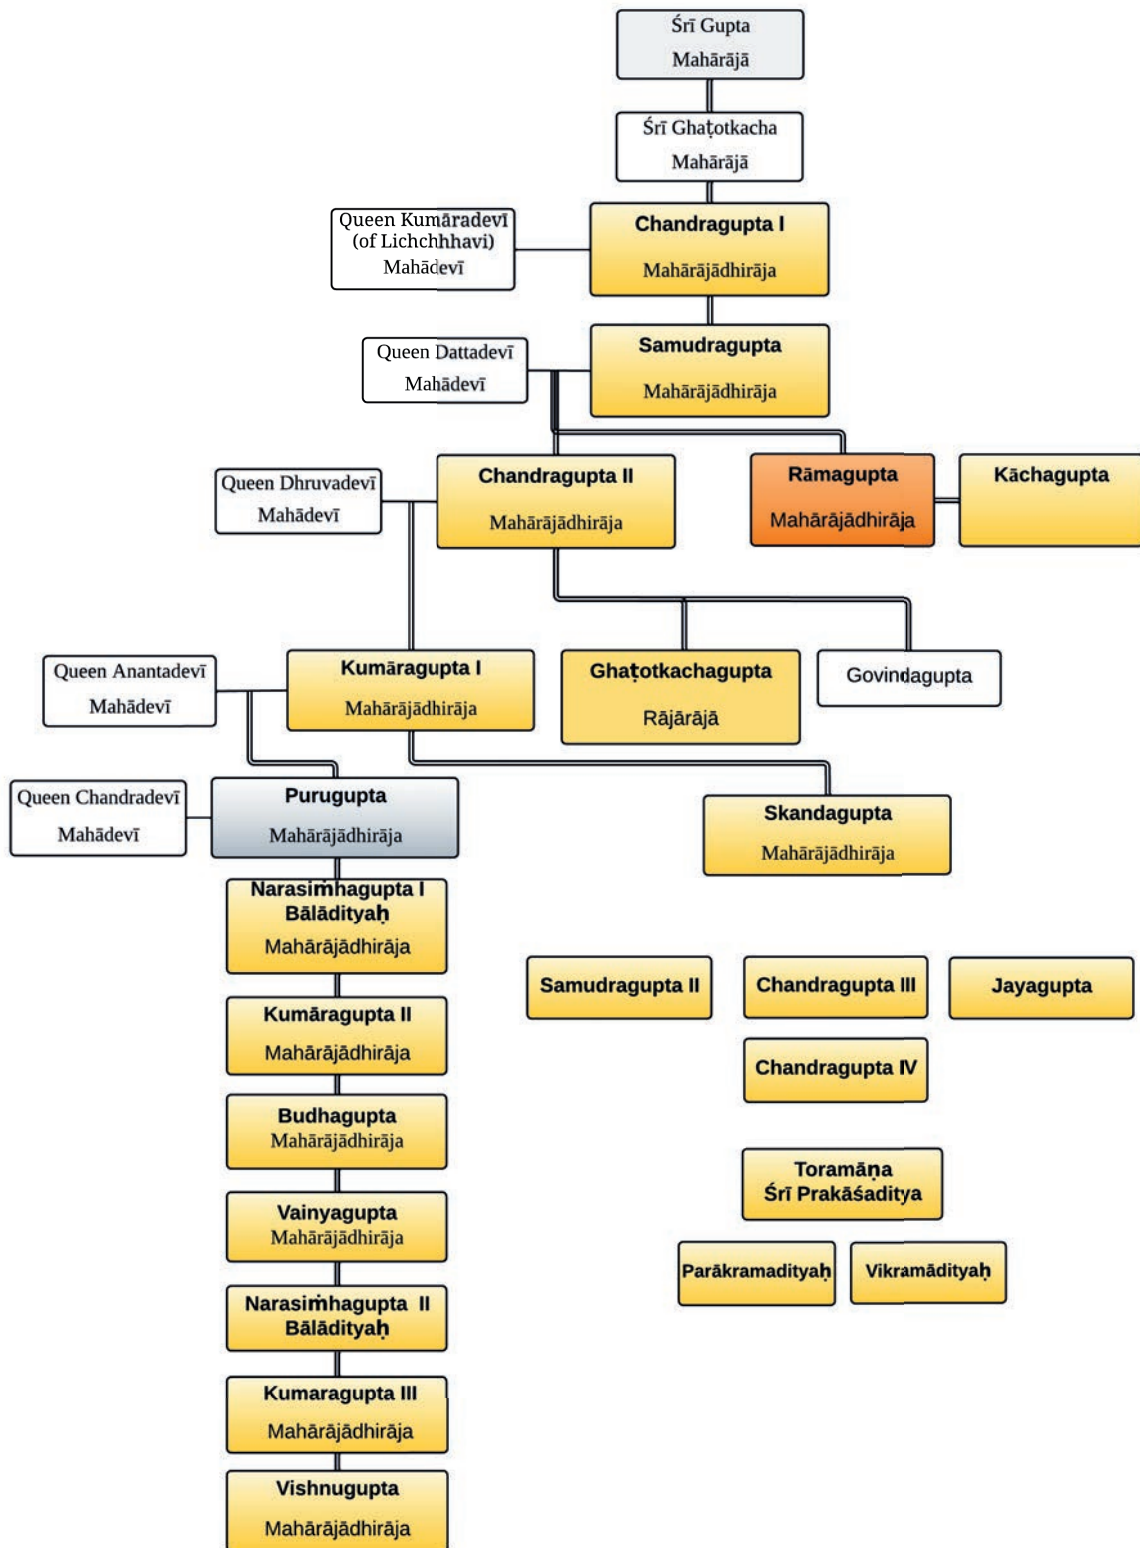 Śrī Gupta
Mahārājā
Śrī Ghaṭotkacha
Mahārājā
Queen Kumāradevī
(of Lichchhhavi)
Mahādevī
Chandragupta I
Mahārājādhirāja
Queen Dattadevī
Mahādevī
Samudragupta
Mahārājādhirāja
Queen Dhruvadevī
Mahādevī
Chandragupta II
Mahārājādhirāja
Rāmagupta
Mahārājādhirāja
Kāchagupta
Queen Anantadevī
Mahādevī
Kumāragupta I
Mahārājādhirāja
Ghaṭotkachagupta
Rājārājā
Govindagupta
Queen Chandradevī
Mahādevī
Purugupta
Mahārājādhirāja
Skandagupta
Mahārājādhirāja
Narasiṁhagupta I
Bālādityaḥ
Mahārājādhirāja
Samudragupta II
Chandragupta III
Jayagupta
Kumāragupta II
Mahārājādhirāja
Chandragupta IV
Budhagupta
Mahārājādhirāja
Toramāṇa
Śrī Prakāśaditya
Vainyagupta
Mahārājādhirāja
Parākramadityaḥ
Vikramādityaḥ
Narasiṁhagupta II
Bālādityaḥ
Kumaragupta III
Mahārājādhirāja
Vishnugupta
Mahārājādhirāja